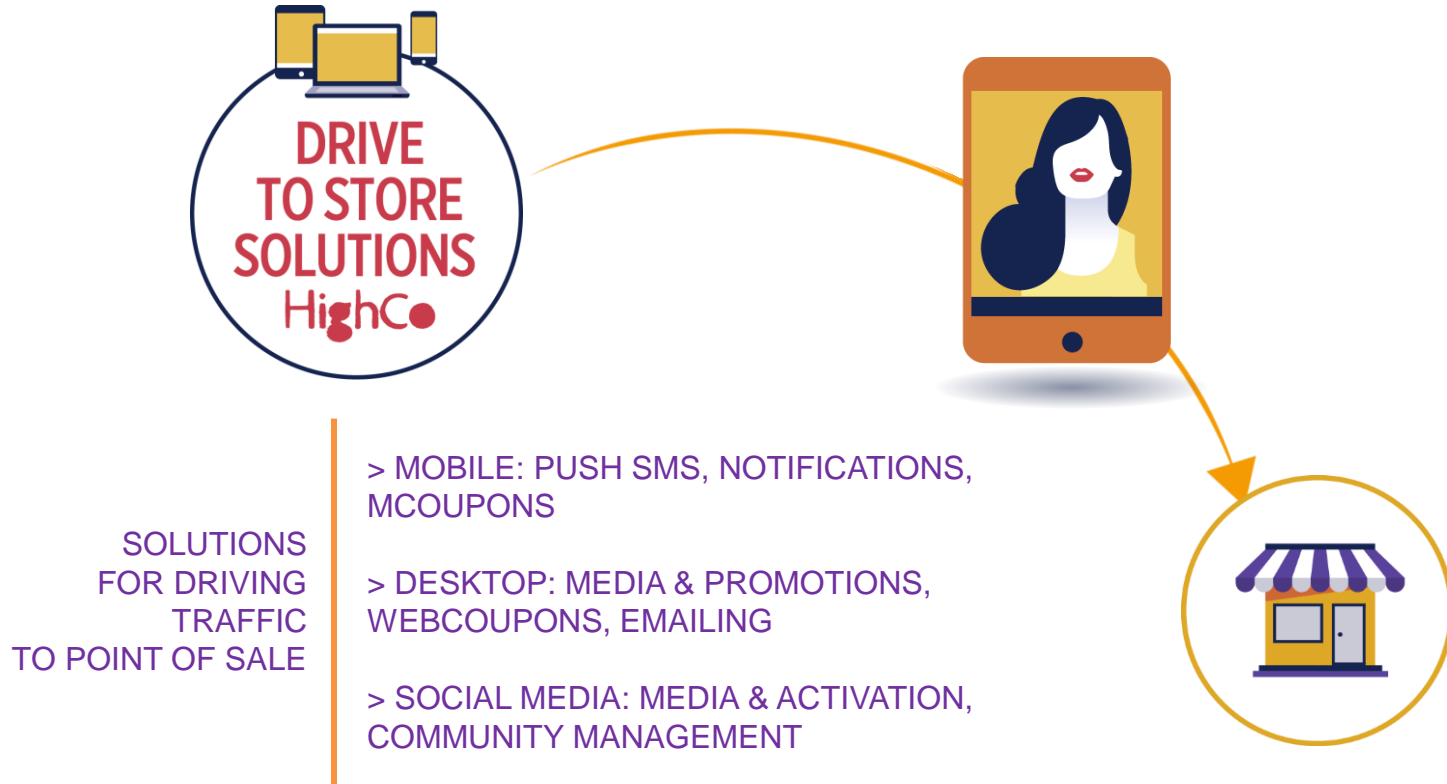 DRIVE
TO STORE
SOLUTIONS
HighCo
SOLUTIONS
FOR DRIVING
TRAFFIC
TO POINT OF SALE
> MOBILE: PUSH SMS, NOTIFICATIONS,
MCOUPONS
> DESKTOP: MEDIA & PROMOTIONS,
WEBCOUPONS, EMAILING
> SOCIAL MEDIA: MEDIA & ACTIVATION,
COMMUNITY MANAGEMENT